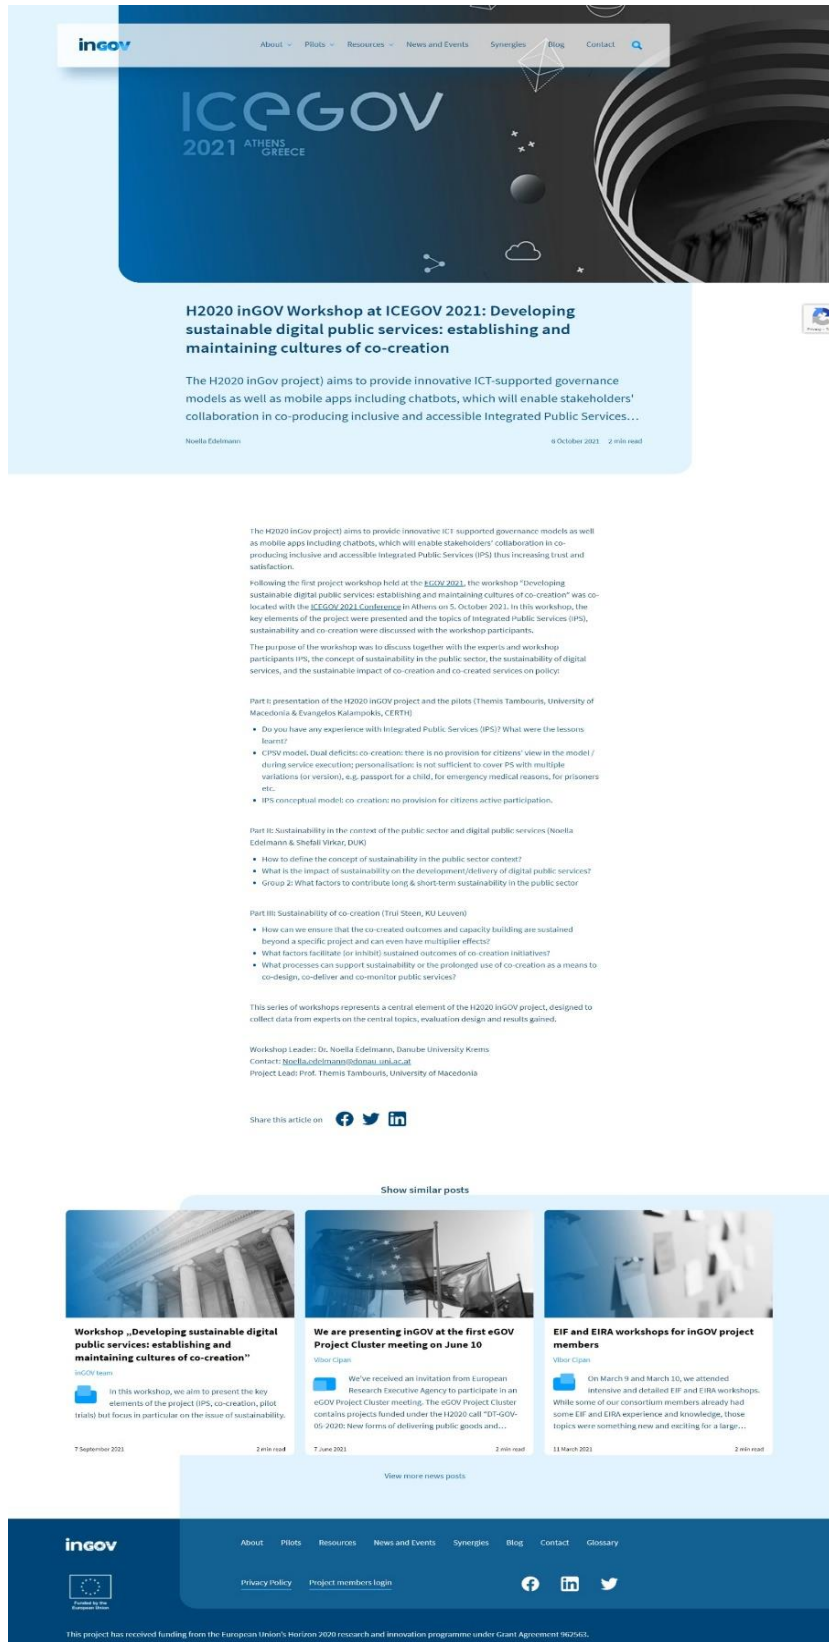 inGOV
About Pilots Resources News and Events Synergies Blog Contact
ICEGOV
2021 ATHENS
GREECE
H2020 inGOV Workshop at ICEGOV 2021: Developing
sustainable digital public services: establishing and
maintaining cultures of co-creation
The H2020 inGov project) aims to provide innovative ICT-supported governance
models as well as mobile apps including chatbots, which will enable stakeholders'
collaboration in co-producing inclusive and accessible Integrated Public Services…
Noella Edelmann
6 October 2021 2 min read
The H2020 inGov project) aims to provide innovative ICT supported governance models as well
as mobile apps including chatbots, which will enable stakeholders' collaboration in co-
producing inclusive and accessible Integrated Public Services (IPS) thus increasing trust and
satisfaction.
Following the first project workshop held at the EGOV 2021, the workshop "Developing
sustainable digital public services: establishing and maintaining cultures of co-creation" was co-
located with the ICEGOV 2021 Conference in Athens on 5. October 2021. In this workshop, the
key elements of the project were presented and the topics of Integrated Public Services (IPS),
sustainability and co-creation were discussed with the workshop participants.
The purpose of the workshop was to discuss together with the experts and workshop
participants IPS, the concept of sustainability in the public sector, the sustainability of digital
services, and the sustainable impact of co-creation and co-created services on policy:
Part I: presentation of the H2020 inGOV project and the pilots (Themis Tambouris, University of
Macedonia & Evangelos Kalampokis, CERTH)
• Do you have any experience with Integrated Public Services (IPS)? What were the lessons
learnt?
• CPSV model. Dual deficits: co-creation: there is no provision for citizens' view in the model /
during service execution; personalisation: is not sufficient to cover PS with multiple
variations (or version), e.g. passport for a child, for emergency medical reasons, for prisoners
etc.
• IPS conceptual model: co-creation: no provision for citizens active participation.
Part II: Sustainability in the context of the public sector and digital public services (Noella
Edelmann & Shefali Virkar, DUK)
• How to define the concept of sustainability in the public sector context?
• What is the impact of sustainability on the development/delivery of digital public services?
• Group 2: What factors to contribute long & short-term sustainability in the public sector
Part III: Sustainability of co-creation (Trui Steen, KU Leuven)
• How can we ensure that the co-created outcomes and capacity building are sustained
beyond a specific project and can even have multiplier effects?
• What factors facilitate (or inhibit) sustained outcomes of co-creation initiatives?
• What processes can support sustainability or the prolonged use of co-creation as a means to
co-design, co-deliver and co-monitor public services?
This series of workshops represents a central element of the H2020 inGOV project, designed to
collect data from experts on the central topics, evaluation design and results gained.
Workshop Leader: Dr. Noella Edelmann, Danube University Krems
Contact: Noella.edelmann@donau-uni.ac.at
Project Lead: Prof. Themis Tambouris, University of Macedonia
Share this article on
Show similar posts
Workshop „Developing sustainable digital
public services: establishing and
maintaining cultures of co-creation"
inGOV team
In this workshop, we aim to present the key
elements of the project (IPS, co-creation, pilot
trials) but focus in particular on the issue of sustainability.
7 September 2021 2 min read
We are presenting inGOV at the first eGOV
Project Cluster meeting on June 10
Vibor Cipan
We've received an invitation from European
Research Executive Agency to participate in an
eGOV Project Cluster meeting. The eGOV Project Cluster
contains projects funded under the H2020 call "DT-GOV-
05-2020: New forms of delivering public goods and…
7 June 2021 2 min read
EIF and EIRA workshops for inGOV project
members
Vibor Cipan
On March 9 and March 10, we attended
intensive and detailed EIF and EIRA workshops.
While some of our consortium members already had
some EIF and EIRA experience and knowledge, those
topics were something new and exciting for a large…
11 March 2021 2 min read
View more news posts
inGOV
About Pilots Resources News and Events Synergies Blog Contact Glossary
Funded by the
European Union
Privacy Policy Project members login
This project has received funding from the European Union's Horizon 2020 research and innovation programme under Grant Agreement 962563.